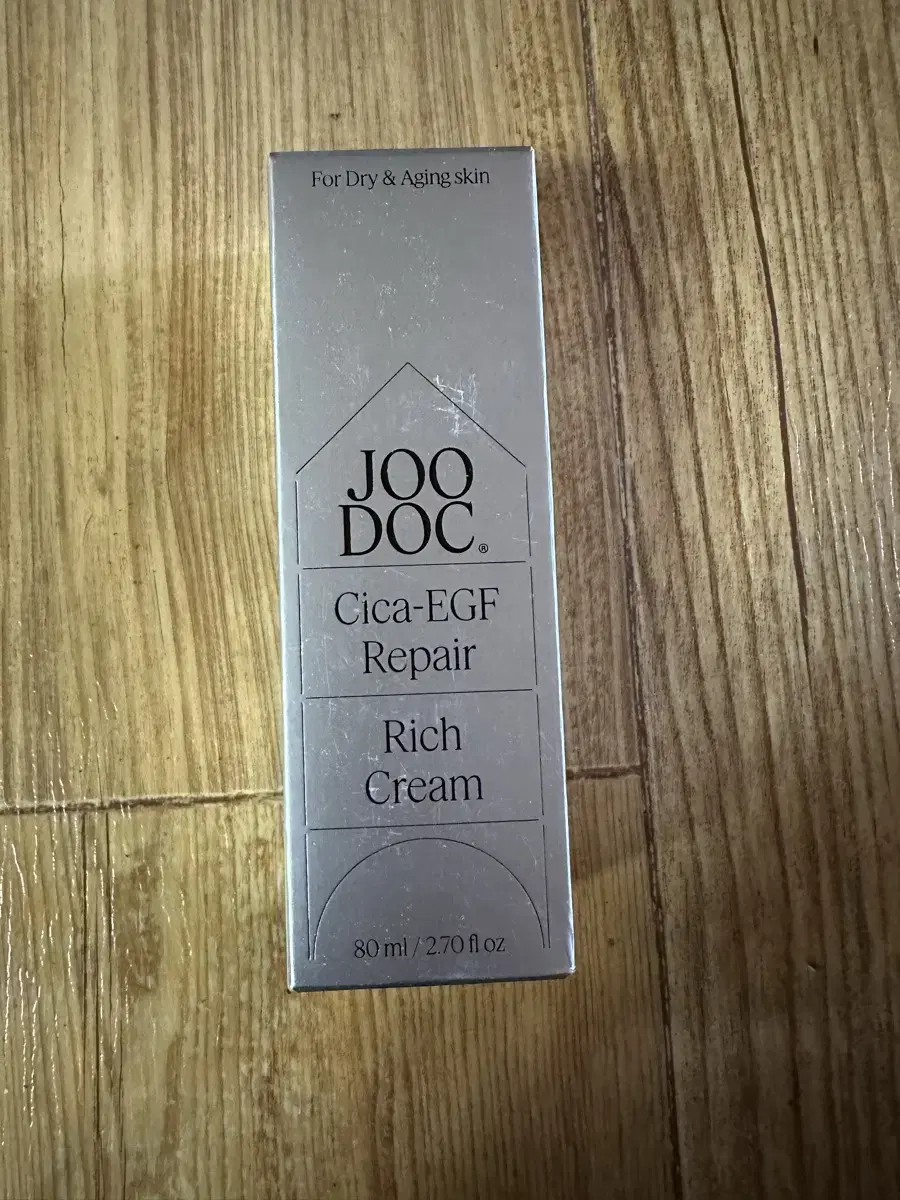 For Dry & Aging skin
JOO
DOC®
Cica-EGF
Repair
Rich
Cream
80 ml / 2.70 fl oz